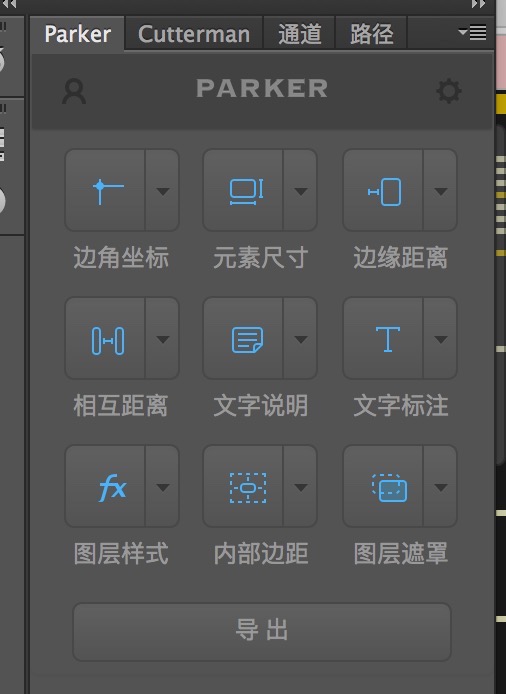 Parker Cutterman 通道 路径
PARKER
边角坐标 元素尺寸 边缘距离
相互距离 文字说明 文字标注
图层样式 内部边距 图层遮罩
导出